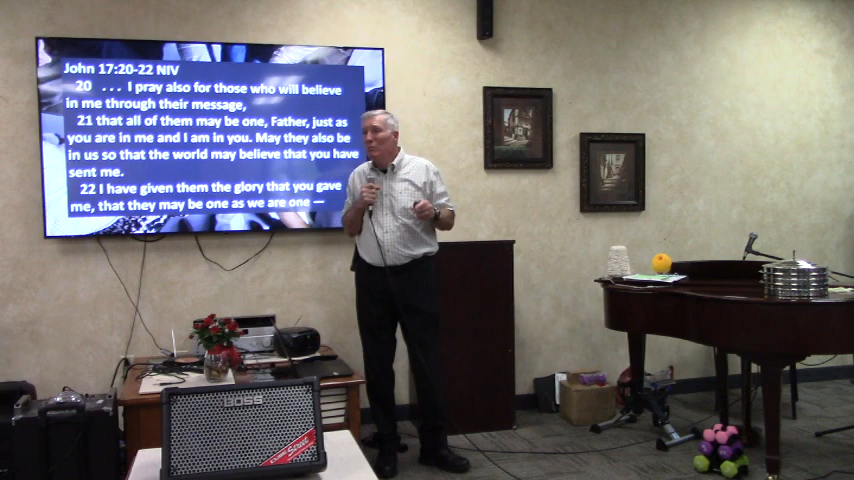 John 17:20-22 NIV
20 . . . I pray also for those who will believe
in me through their message,
21 that all of them may be one, Father, just as
you are in me and I am in you. May they also be
in us so that the world may believe that you have
sent me.
22 I have given them the glory that you gave
me, that they may be one as we are one —
BOSS
CUBE Street